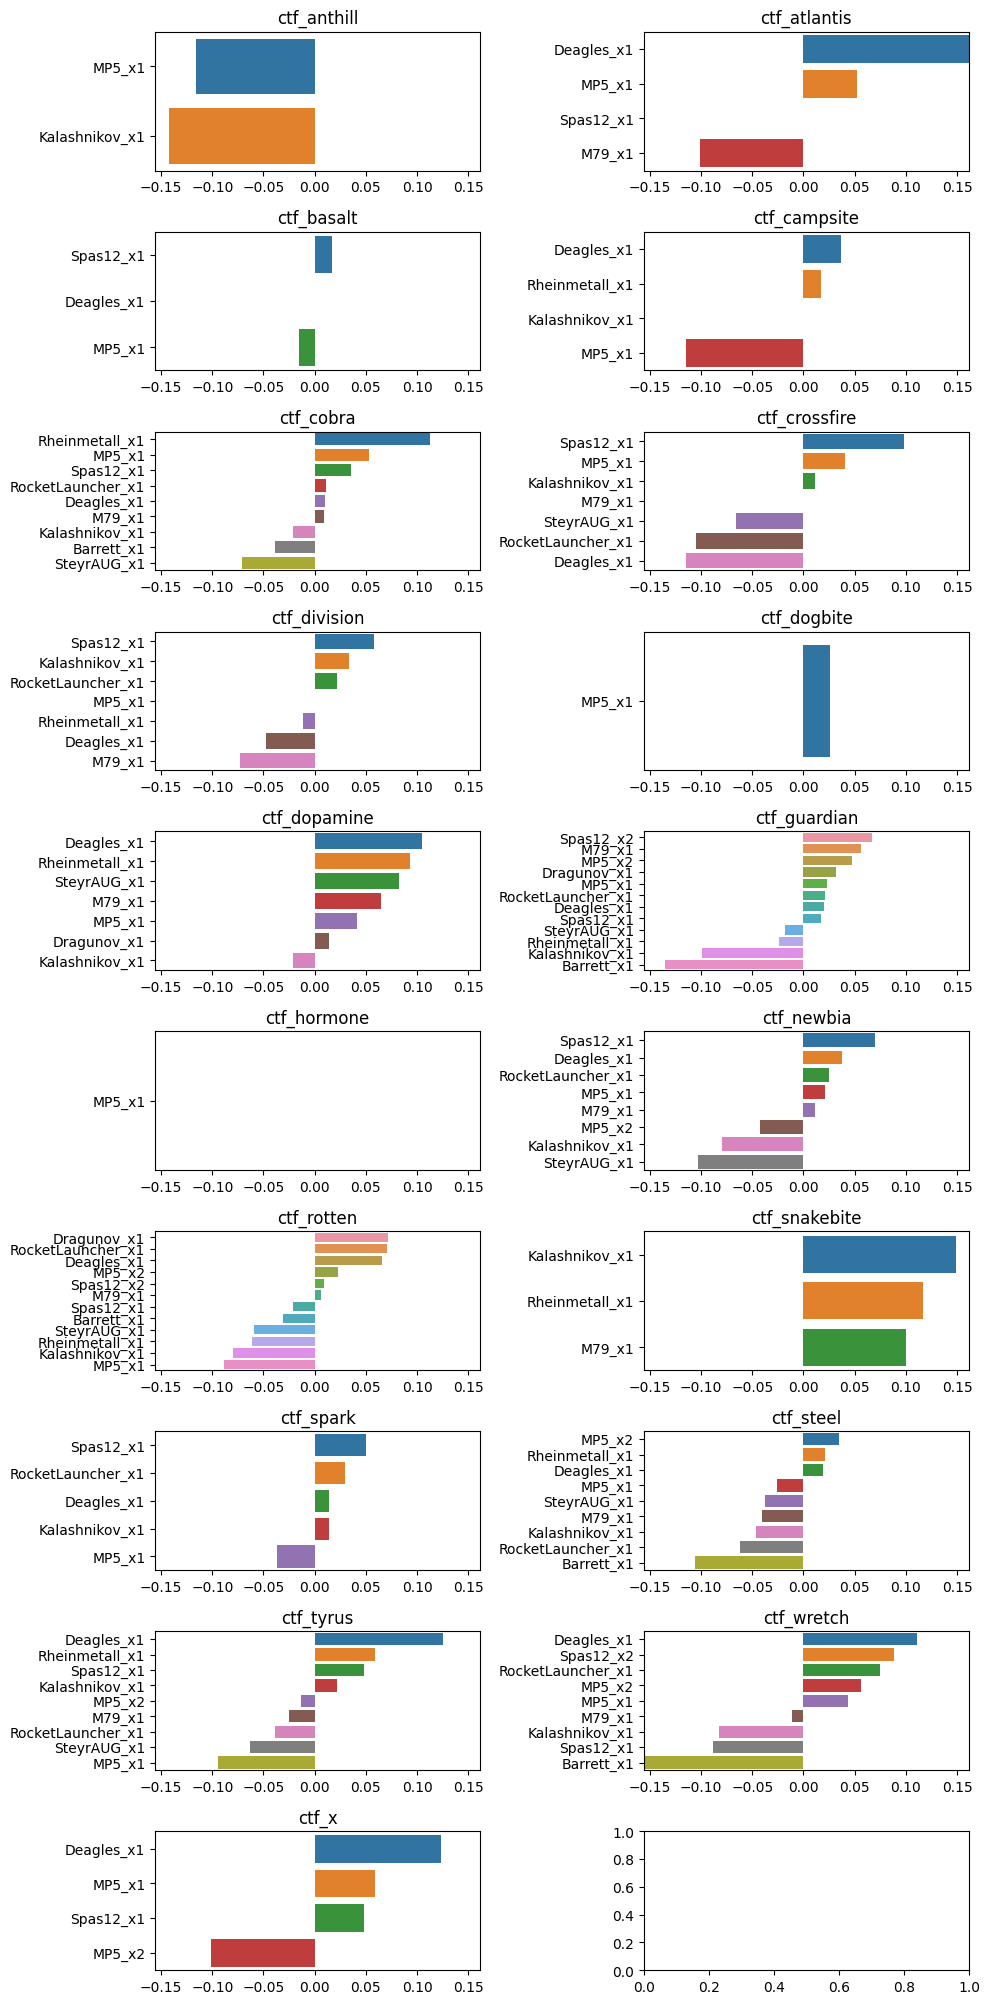 ctf_anthill
MP5_x1
Kalashnikov_x1
−0.15 −0.10 −0.05 0.00 0.05 0.10 0.15
ctf_atlantis
Deagles_x1
MP5_x1
Spas12_x1
M79_x1
−0.15 −0.10 −0.05 0.00 0.05 0.10 0.15
ctf_basalt
Spas12_x1
Deagles_x1
MP5_x1
−0.15 −0.10 −0.05 0.00 0.05 0.10 0.15
ctf_campsite
Deagles_x1
Rheinmetall_x1
Kalashnikov_x1
MP5_x1
−0.15 −0.10 −0.05 0.00 0.05 0.10 0.15
ctf_cobra
Rheinmetall_x1
MP5_x1
Spas12_x1
RocketLauncher_x1
Deagles_x1
M79_x1
Kalashnikov_x1
Barrett_x1
SteyrAUG_x1
−0.15 −0.10 −0.05 0.00 0.05 0.10 0.15
ctf_crossfire
Spas12_x1
MP5_x1
Kalashnikov_x1
M79_x1
SteyrAUG_x1
RocketLauncher_x1
Deagles_x1
−0.15 −0.10 −0.05 0.00 0.05 0.10 0.15
ctf_division
Spas12_x1
Kalashnikov_x1
RocketLauncher_x1
MP5_x1
Rheinmetall_x1
Deagles_x1
M79_x1
−0.15 −0.10 −0.05 0.00 0.05 0.10 0.15
ctf_dogbite
MP5_x1
−0.15 −0.10 −0.05 0.00 0.05 0.10 0.15
ctf_dopamine
Deagles_x1
Rheinmetall_x1
SteyrAUG_x1
M79_x1
MP5_x1
Dragunov_x1
Kalashnikov_x1
−0.15 −0.10 −0.05 0.00 0.05 0.10 0.15
ctf_guardian
Spas12_x2
M79_x1
MP5_x2
Dragunov_x1
MP5_x1
RocketLauncher_x1
Deagles_x1
Spas12_x1
SteyrAUG_x1
Rheinmetall_x1
Kalashnikov_x1
Barrett_x1
−0.15 −0.10 −0.05 0.00 0.05 0.10 0.15
ctf_hormone
MP5_x1
−0.15 −0.10 −0.05 0.00 0.05 0.10 0.15
ctf_newbia
Spas12_x1
Deagles_x1
RocketLauncher_x1
MP5_x1
M79_x1
MP5_x2
Kalashnikov_x1
SteyrAUG_x1
−0.15 −0.10 −0.05 0.00 0.05 0.10 0.15
ctf_rotten
Dragunov_x1
RocketLauncher_x1
Deagles_x1
MP5_x2
Spas12_x2
M79_x1
Spas12_x1
Barrett_x1
SteyrAUG_x1
Rheinmetall_x1
Kalashnikov_x1
MP5_x1
−0.15 −0.10 −0.05 0.00 0.05 0.10 0.15
ctf_snakebite
Kalashnikov_x1
Rheinmetall_x1
M79_x1
−0.15 −0.10 −0.05 0.00 0.05 0.10 0.15
ctf_spark
Spas12_x1
RocketLauncher_x1
Deagles_x1
Kalashnikov_x1
MP5_x1
−0.15 −0.10 −0.05 0.00 0.05 0.10 0.15
ctf_steel
MP5_x2
Rheinmetall_x1
Deagles_x1
MP5_x1
SteyrAUG_x1
M79_x1
Kalashnikov_x1
RocketLauncher_x1
Barrett_x1
−0.15 −0.10 −0.05 0.00 0.05 0.10 0.15
ctf_tyrus
Deagles_x1
Rheinmetall_x1
Spas12_x1
Kalashnikov_x1
MP5_x2
M79_x1
RocketLauncher_x1
SteyrAUG_x1
MP5_x1
−0.15 −0.10 −0.05 0.00 0.05 0.10 0.15
ctf_wretch
Deagles_x1
Spas12_x2
RocketLauncher_x1
MP5_x2
MP5_x1
M79_x1
Kalashnikov_x1
Spas12_x1
Barrett_x1
−0.15 −0.10 −0.05 0.00 0.05 0.10 0.15
ctf_x
Deagles_x1
MP5_x1
Spas12_x1
MP5_x2
−0.15 −0.10 −0.05 0.00 0.05 0.10 0.15
1.0
0.8
0.6
0.4
0.2
0.0
0.0 0.2 0.4 0.6 0.8 1.0